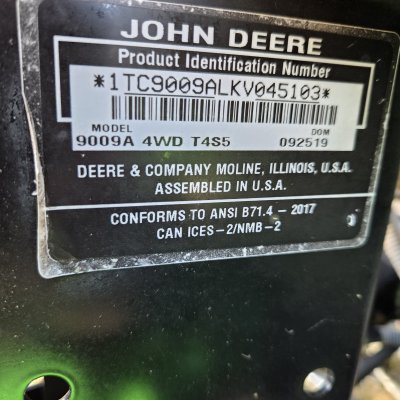 JOHN DEERE
Product Identification Number
*1TC9009ALKV045103*
MODEL DOM
9009A 4WD T4S5 092519
DEERE & COMPANY MOLINE, ILLINOIS, U.S.A.
ASSEMBLED IN U.S.A.
CONFORMS TO ANSI B71.4 – 2017
CAN ICES-2/NMB-2